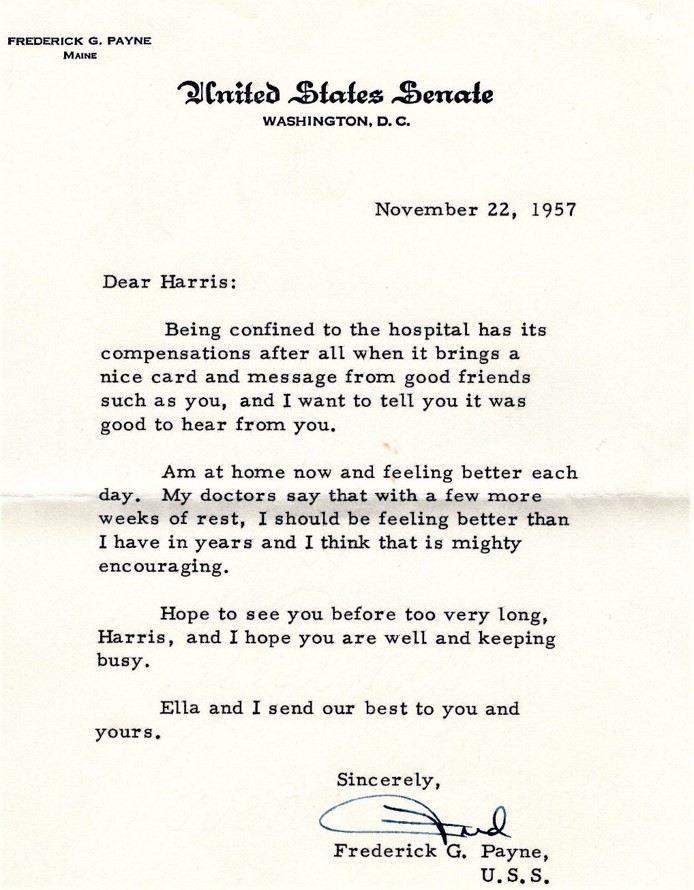 FREDERICK G. PAYNE
MAINE
United States Senate
WASHINGTON, D. C.
November 22, 1957
Dear Harris:
Being confined to the hospital has its
compensations after all when it brings a
nice card and message from good friends
such as you, and I want to tell you it was
good to hear from you.
Am at home now and feeling better each
day. My doctors say that with a few more
weeks of rest, I should be feeling better than
I have in years and I think that is mighty
encouraging.
Hope to see you before too very long,
Harris, and I hope you are well and keeping
busy.
Ella and I send our best to you and
yours.
Sincerely,
Fred
Frederick G. Payne,
U. S. S.